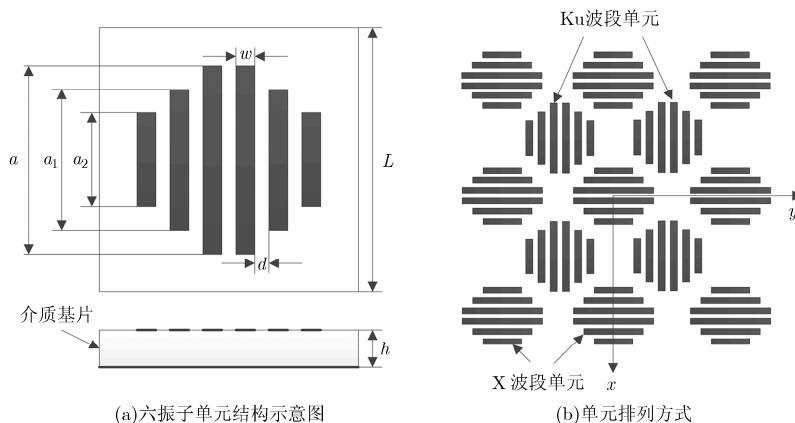 w
a
a₁
a₂
L
d
介质基片
h
(a)六振子单元结构示意图
Ku波段单元
y
X 波段单元
x
(b)单元排列方式